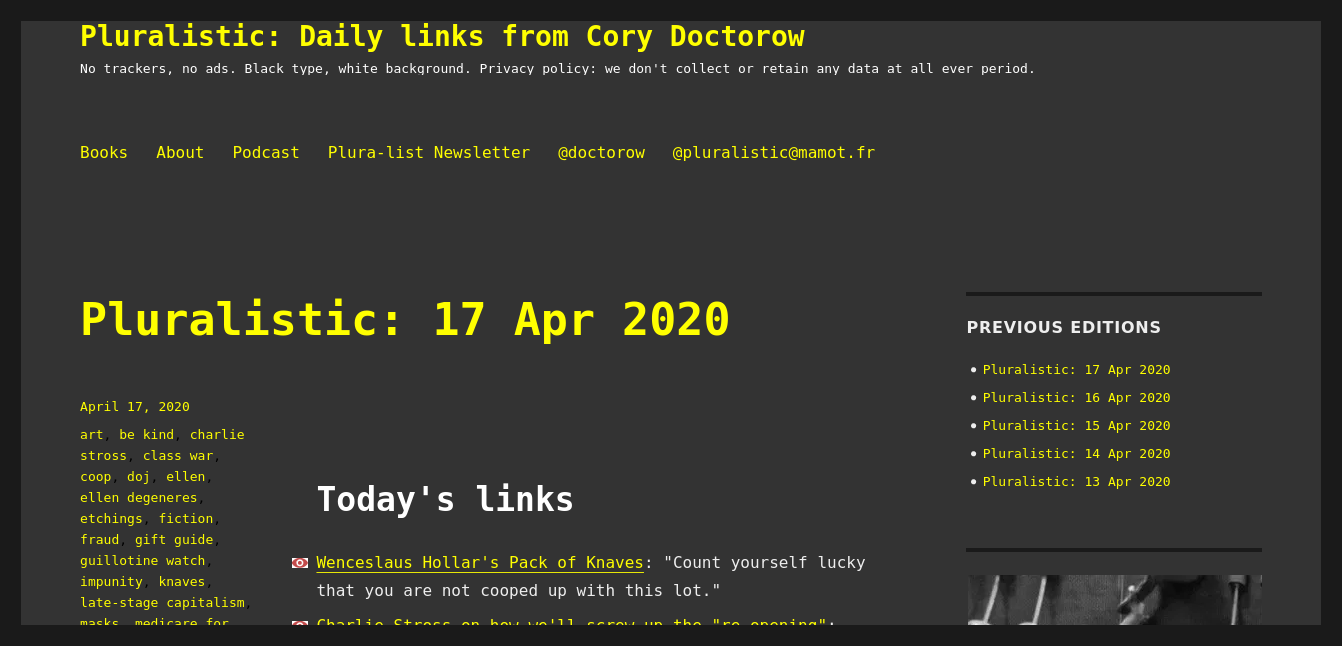 Pluralistic: Daily links from Cory Doctorow
No trackers, no ads. Black type, white background. Privacy policy: we don't collect or retain any data at all ever period.
Books About Podcast Plura-list Newsletter @doctorow @pluralistic@mamot.fr
Pluralistic: 17 Apr 2020
April 17, 2020
art, be kind, charlie
stross, class war,
coop, doj, ellen,
ellen degeneres,
etchings, fiction,
fraud, gift guide,
guillotine watch,
impunity, knaves,
late-stage capitalism,
masks, medicare for
Today's links
Wenceslaus Hollar's Pack of Knaves: "Count yourself lucky
that you are not cooped up with this lot."
Charlie Stross on how we'll screw up the "re-opening":
PREVIOUS EDITIONS
Pluralistic: 17 Apr 2020
Pluralistic: 16 Apr 2020
Pluralistic: 15 Apr 2020
Pluralistic: 14 Apr 2020
Pluralistic: 13 Apr 2020